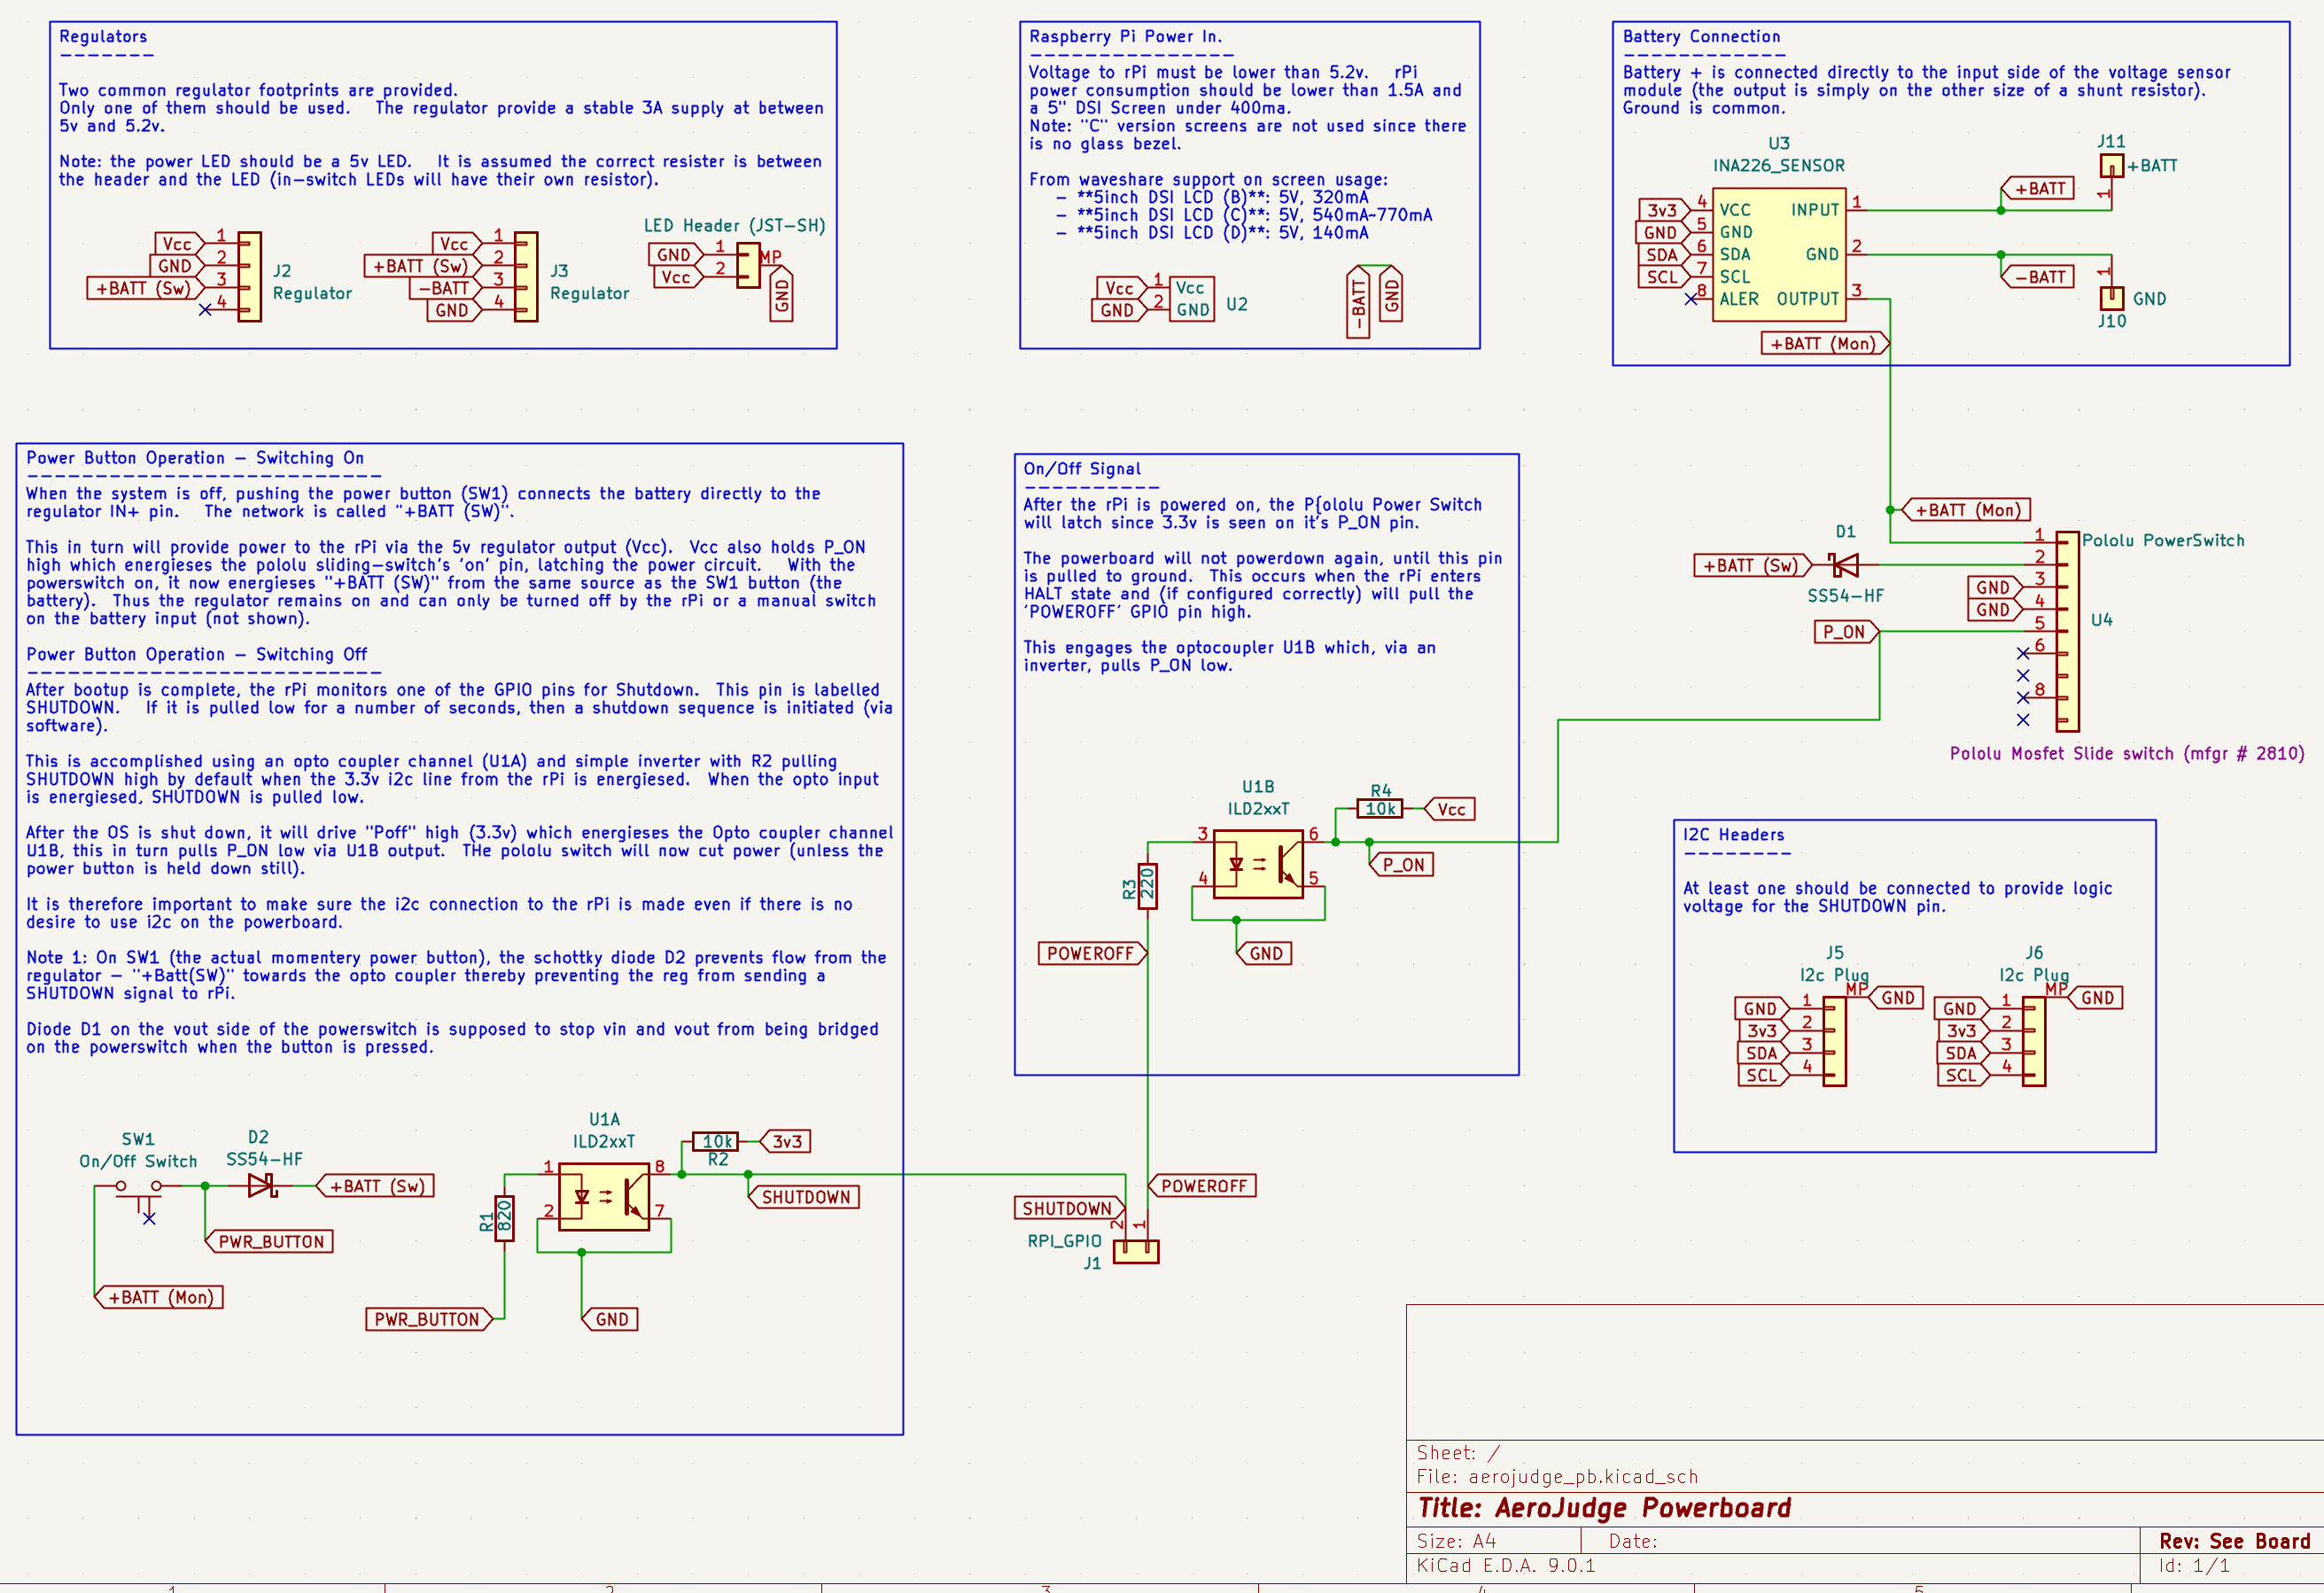 Regulators
-------
Two common regulator footprints are provided.
Only one of them should be used.   The regulator provide a stable 3A supply at between
5v and 5.2v.
Note: the power LED should be a 5v LED.   It is assumed the correct resister is between
the header and the LED (in-switch LEDs will have their own resistor).
Vcc 1
GND 2
+BATT (Sw) 3
4
J2
Regulator
Vcc 1
+BATT (Sw) 2
-BATT 3
GND 4
J3
Regulator
LED Header (JST-SH)
GND 1
Vcc 2
MP
GND
Raspberry Pi Power In.
---------------
Voltage to rPi must be lower than 5.2v.   rPi
power consumption should be lower than 1.5A and
a 5" DSI Screen under 400ma.
Note: "C" version screens are not used since there
is no glass bezel.
From waveshare support on screen usage:
- **5inch DSI LCD (B)**: 5V, 320mA
- **5inch DSI LCD (C)**: 5V, 540mA~770mA
- **5inch DSI LCD (D)**: 5V, 140mA
Vcc 1 Vcc
GND 2 GND
U2
-BATT
GND
Battery Connection
------------
Battery + is connected directly to the input side of the voltage sensor
module (the output is simply on the other size of a shunt resistor).
Ground is common.
U3
INA226_SENSOR
3v3 4 VCC INPUT 1
GND 5 GND
SDA 6 SDA GND 2
SCL 7 SCL
8 ALER OUTPUT 3
+BATT (Mon)
+BATT
-BATT
J11
+BATT
1
1
GND
J10
Power Button Operation - Switching On
--------------------------
When the system is off, pushing the power button (SW1) connects the battery directly to the
regulator IN+ pin.   The network is called "+BATT (SW)".
This in turn will provide power to the rPi via the 5v regulator output (Vcc).  Vcc also holds P_ON
high which energieses the pololu sliding-switch's 'on' pin, latching the power circuit.   With the
powerswitch on, it now energieses "+BATT (SW)" from the same source as the SW1 button (the
battery).  Thus the regulator remains on and can only be turned off by the rPi or a manual switch
on the battery input (not shown).
Power Button Operation - Switching Off
--------------------------
After bootup is complete, the rPi monitors one of the GPIO pins for Shutdown.  This pin is labelled
SHUTDOWN.   If it is pulled low for a number of seconds, then a shutdown sequence is initiated (via
software).
This is accomplished using an opto coupler channel (U1A) and simple inverter with R2 pulling
SHUTDOWN high by default when the 3.3v i2c line from the rPi is energiesed.  When the opto input
is energiesed, SHUTDOWN is pulled low.
After the OS is shut down, it will drive "Poff" high (3.3v) which energieses the Opto coupler channel
U1B, this in turn pulls P_ON low via U1B output.  THe pololu switch will now cut power (unless the
power button is held down still).
It is therefore important to make sure the i2c connection to the rPi is made even if there is no
desire to use i2c on the powerboard.
Note 1: On SW1 (the actual momentery power button), the schottky diode D2 prevents flow from the
regulator - "+Batt(SW)" towards the opto coupler thereby preventing the reg from sending a
SHUTDOWN signal to rPi.
Diode D1 on the vout side of the powerswitch is supposed to stop vin and vout from being bridged
on the powerswitch when the button is pressed.
SW1
On/Off Switch
D2
SS54-HF
+BATT (Sw)
PWR_BUTTON
+BATT (Mon)
U1A
ILD2xxT
10k
R2
3v3
1 8
2 7
R1
820
SHUTDOWN
PWR_BUTTON
GND
On/Off Signal
----------
After the rPi is powered on, the P{ololu Power Switch
will latch since 3.3v is seen on it's P_ON pin.
The powerboard will not powerdown again, until this pin
is pulled to ground.  This occurs when the rPi enters
HALT state and (if configured correctly) will pull the
'POWEROFF' GPIO pin high.
This engages the optocoupler U1B which, via an
inverter, pulls P_ON low.
U1B
ILD2xxT
R4
10k
Vcc
3 6
4 5
R3
220
P_ON
POWEROFF
GND
POWEROFF
SHUTDOWN
2
1
RPI_GPIO
J1
+BATT (Mon)
D1
+BATT (Sw)
SS54-HF
1
2
GND 3
GND 4
P_ON 5
6
8
Pololu PowerSwitch
U4
Pololu Mosfet Slide switch (mfgr # 2810)
I2C Headers
--------
At least one should be connected to provide logic
voltage for the SHUTDOWN pin.
J5
I2c Plug
MP
GND
GND 1
3v3 2
SDA 3
SCL 4
J6
I2c Plug
MP
GND
GND 1
3v3 2
SDA 3
SCL 4
Sheet: /
File: aerojudge_pb.kicad_sch
Title: AeroJudge Powerboard
Size: A4
Date:
Rev: See Board
KiCad E.D.A. 9.0.1
Id: 1/1